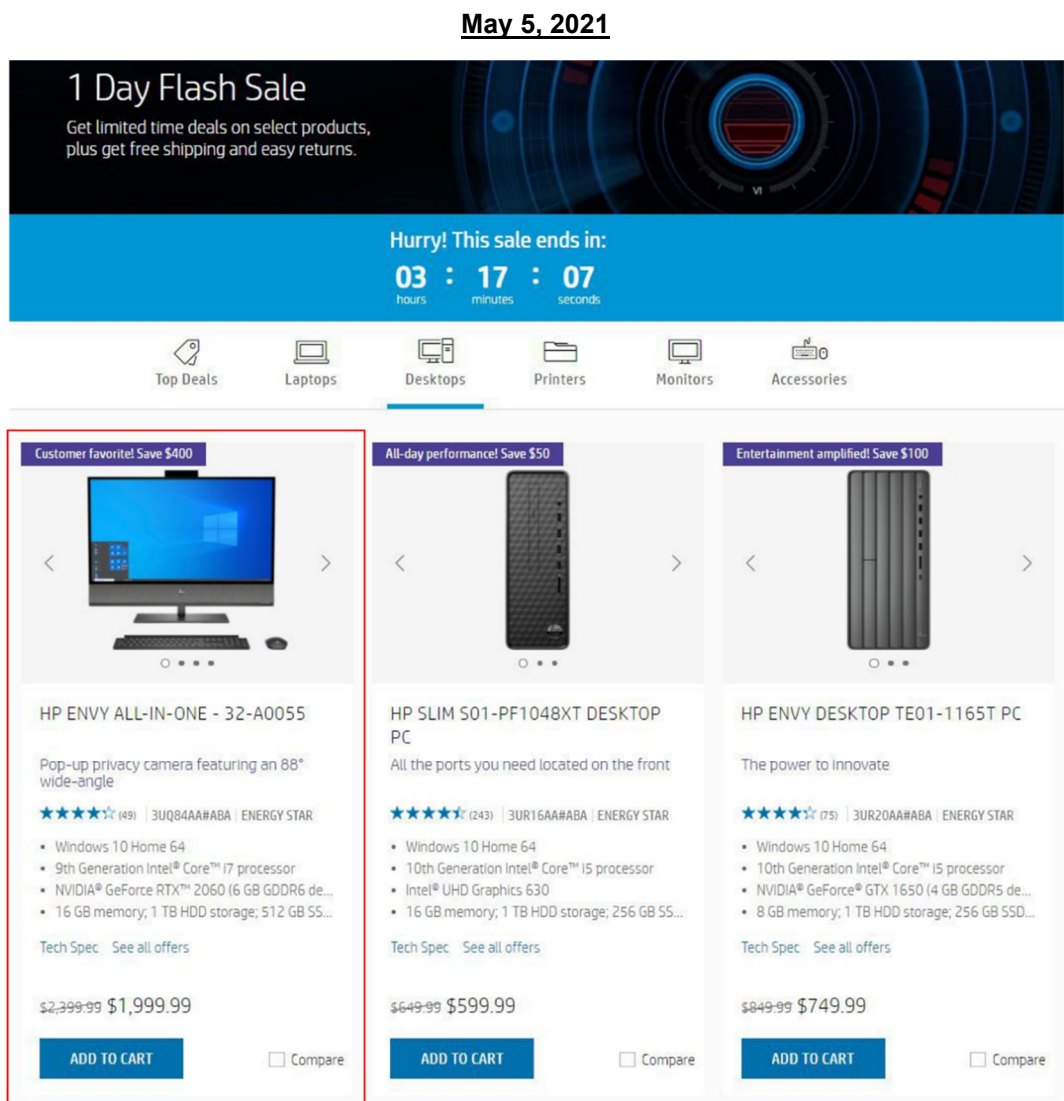 May 5, 2021
1 Day Flash Sale
Get limited time deals on select products,
plus get free shipping and easy returns.
VI
Hurry! This sale ends in:
03 : 17 : 07
hours minutes seconds
Top Deals Laptops Desktops Printers Monitors Accessories
Customer favorite! Save $400
HP ENVY ALL-IN-ONE - 32-A0055
Pop-up privacy camera featuring an 88°
wide-angle
(49) 3UQ84AA#ABA ENERGY STAR
• Windows 10 Home 64
• 9th Generation Intel® Core™ i7 processor
• NVIDIA® GeForce RTX™ 2060 (6 GB GDDR6 de...
• 16 GB memory; 1 TB HDD storage; 512 GB SS...
Tech Spec See all offers
$2,399.99 $1,999.99
ADD TO CART Compare
All-day performance! Save $50
HP SLIM S01-PF1048XT DESKTOP
PC
All the ports you need located on the front
(243) 3UR16AA#ABA ENERGY STAR
• Windows 10 Home 64
• 10th Generation Intel® Core™ i5 processor
• Intel® UHD Graphics 630
• 16 GB memory; 1 TB HDD storage; 256 GB SS...
Tech Spec See all offers
$649.99 $599.99
ADD TO CART Compare
Entertainment amplified! Save $100
HP ENVY DESKTOP TE01-1165T PC
The power to innovate
(75) 3UR20AA#ABA ENERGY STAR
• Windows 10 Home 64
• 10th Generation Intel® Core™ i5 processor
• NVIDIA® GeForce® GTX 1650 (4 GB GDDR5 de...
• 8 GB memory; 1 TB HDD storage; 256 GB SSD...
Tech Spec See all offers
$849.99 $749.99
ADD TO CART Compare